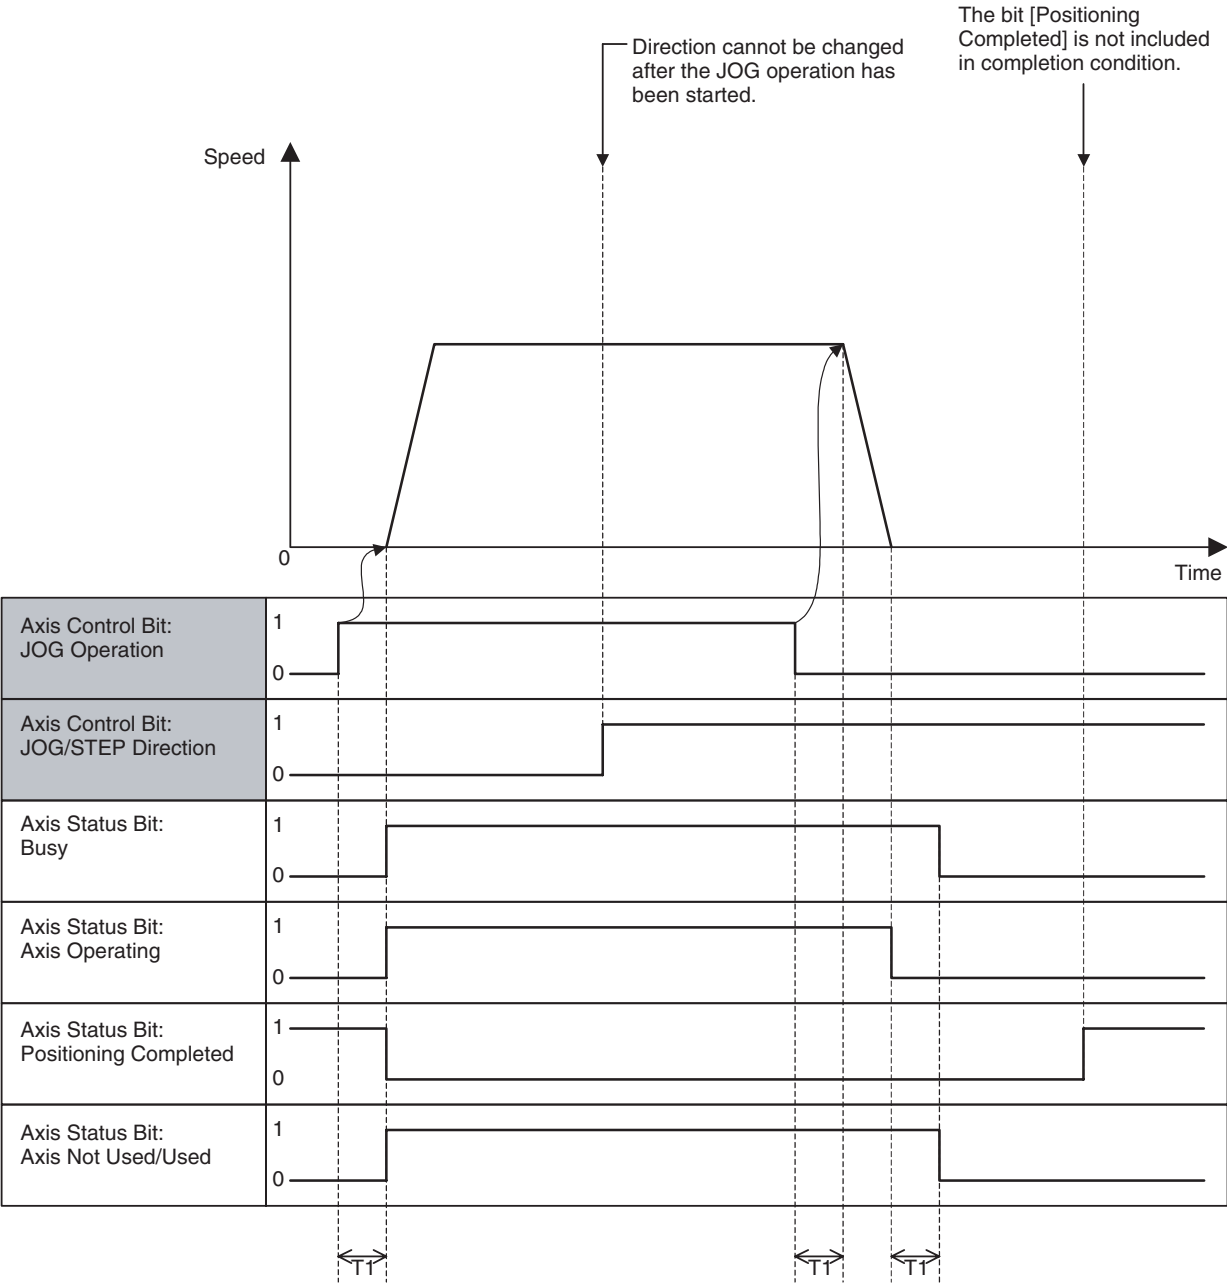 The bit [Positioning
Completed] is not included
in completion condition.
Direction cannot be changed
after the JOG operation has
been started.
Speed
0
Time
Axis Control Bit:
JOG Operation
1
0
Axis Control Bit:
JOG/STEP Direction
1
0
Axis Status Bit:
Busy
1
0
Axis Status Bit:
Axis Operating
1
0
Axis Status Bit:
Positioning Completed
1
0
Axis Status Bit:
Axis Not Used/Used
1
0
T1
T1
T1